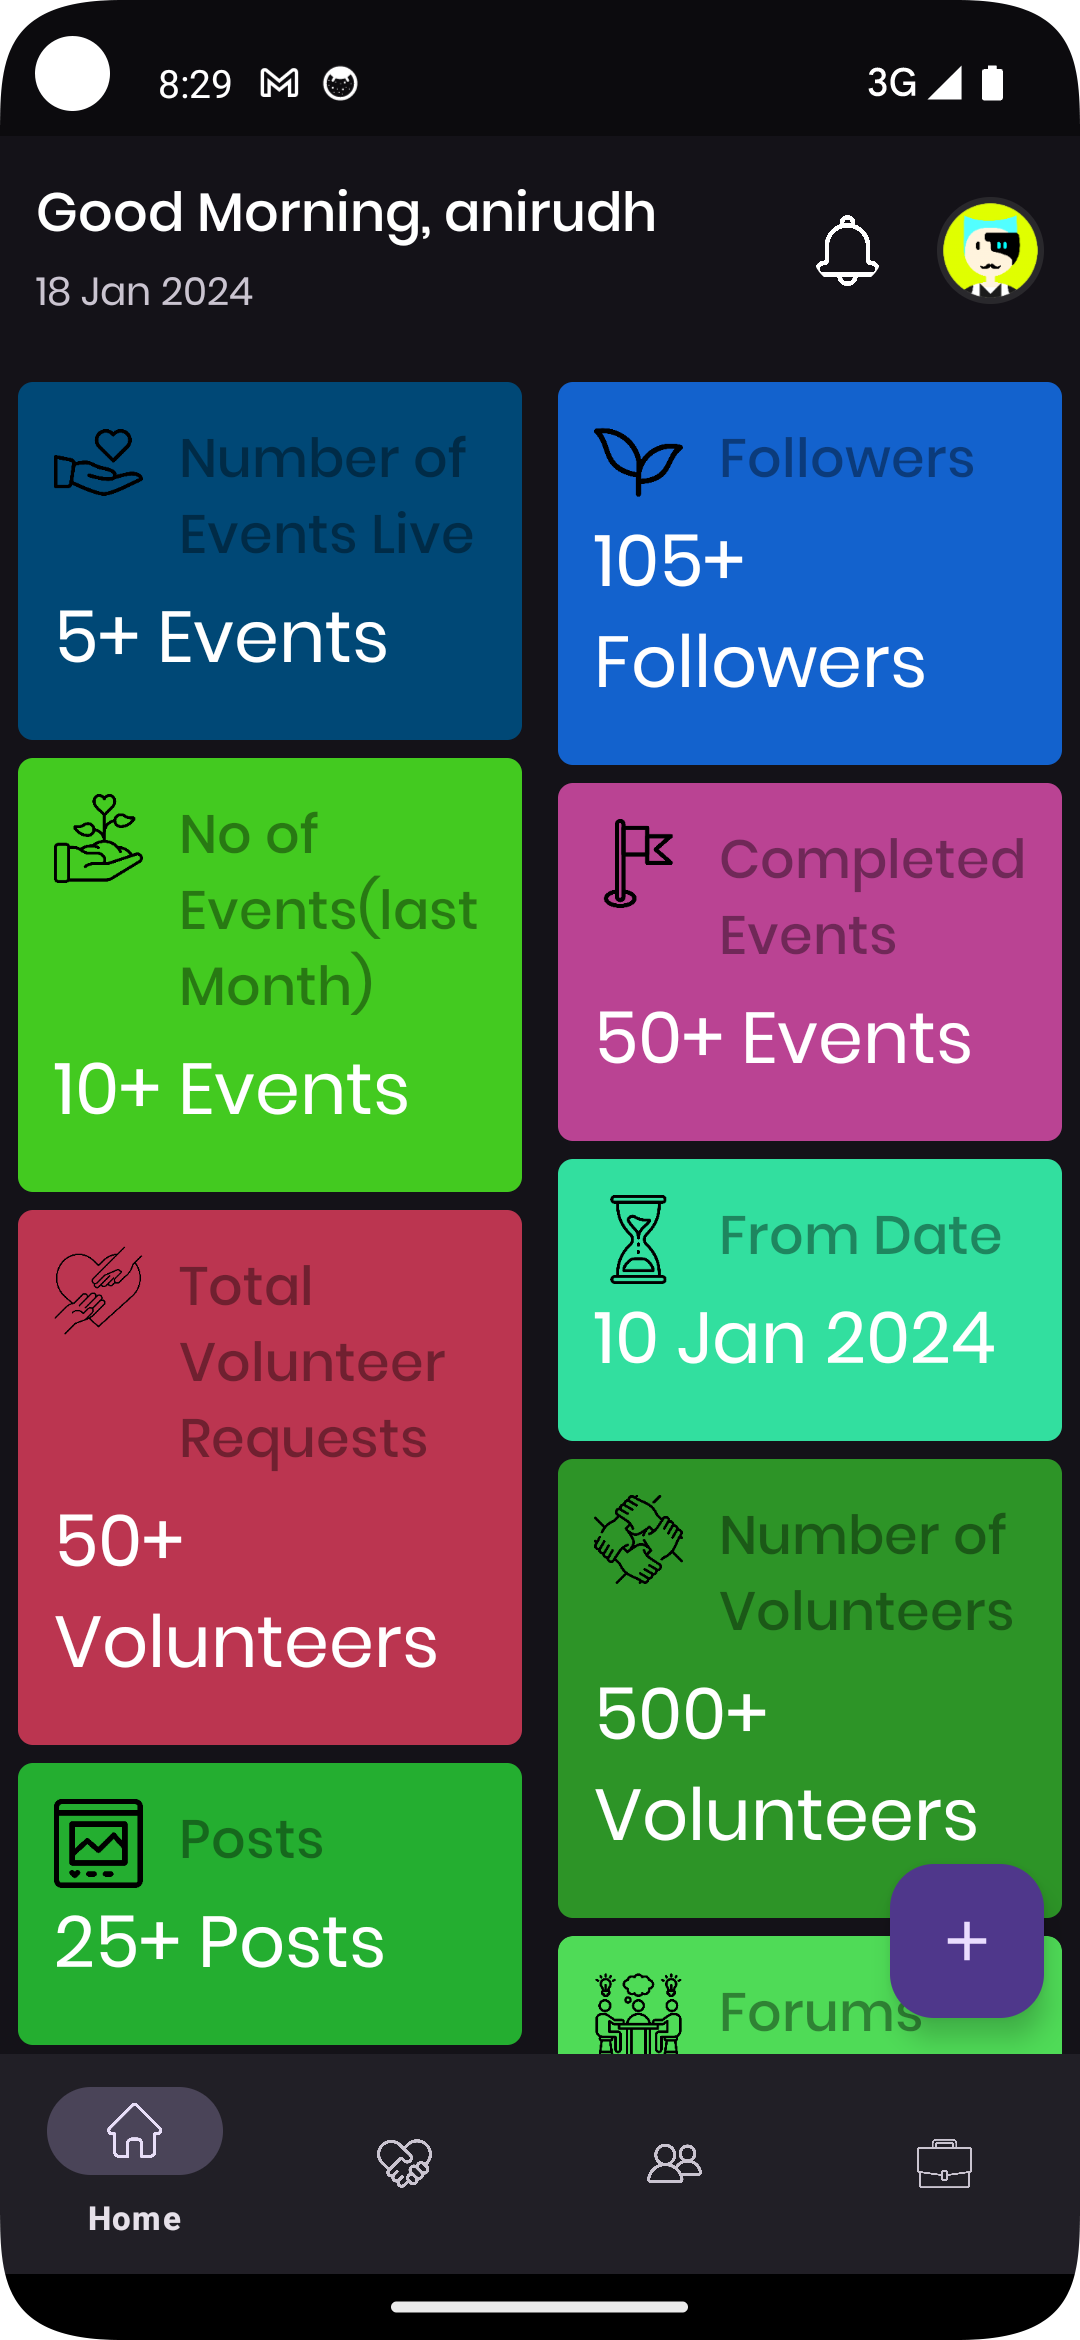 8:29
3G
Good Morning, anirudh
18 Jan 2024
Number of
Events Live
5+ Events
Followers
105+
Followers
No of
Events(last
Month)
10+ Events
Completed
Events
50+ Events
From Date
10 Jan 2024
Total
Volunteer
Requests
50+
Volunteers
Number of
Volunteers
500+
Volunteers
Posts
25+ Posts
Forums
+
Home